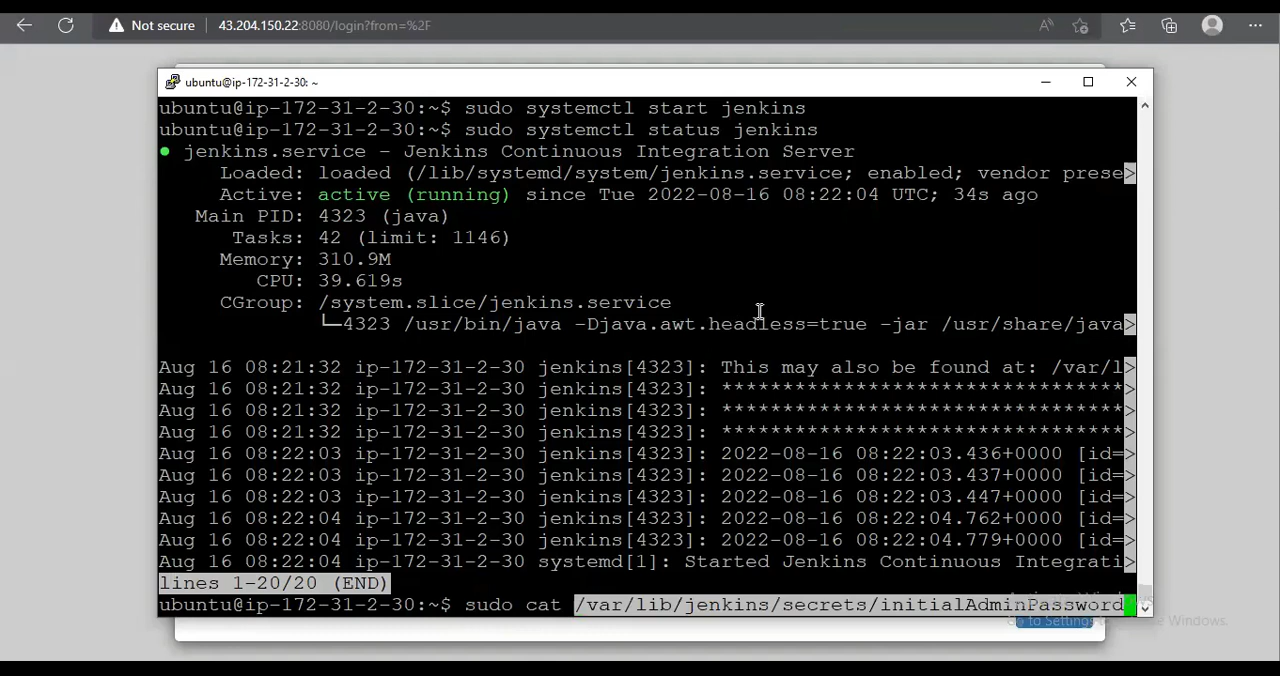 Not secure | 43.204.150.22:8080/login?from=%2F
ubuntu@ip-172-31-2-30: ~
ubuntu@ip-172-31-2-30:~$ sudo systemctl start jenkins
ubuntu@ip-172-31-2-30:~$ sudo systemctl status jenkins
● jenkins.service - Jenkins Continuous Integration Server
Loaded: loaded (/lib/systemd/system/jenkins.service; enabled; vendor prese>
Active: active (running) since Tue 2022-08-16 08:22:04 UTC; 34s ago
Main PID: 4323 (java)
Tasks: 42 (limit: 1146)
Memory: 310.9M
CPU: 39.619s
CGroup: /system.slice/jenkins.service
└─4323 /usr/bin/java -Djava.awt.headless=true -jar /usr/share/java>
Aug 16 08:21:32 ip-172-31-2-30 jenkins[4323]: This may also be found at: /var/l>
Aug 16 08:21:32 ip-172-31-2-30 jenkins[4323]: *********************************>
Aug 16 08:21:32 ip-172-31-2-30 jenkins[4323]: *********************************>
Aug 16 08:21:32 ip-172-31-2-30 jenkins[4323]: *********************************>
Aug 16 08:22:03 ip-172-31-2-30 jenkins[4323]: 2022-08-16 08:22:03.436+0000 [id=>
Aug 16 08:22:03 ip-172-31-2-30 jenkins[4323]: 2022-08-16 08:22:03.437+0000 [id=>
Aug 16 08:22:03 ip-172-31-2-30 jenkins[4323]: 2022-08-16 08:22:03.447+0000 [id=>
Aug 16 08:22:04 ip-172-31-2-30 jenkins[4323]: 2022-08-16 08:22:04.762+0000 [id=>
Aug 16 08:22:04 ip-172-31-2-30 jenkins[4323]: 2022-08-16 08:22:04.779+0000 [id=>
Aug 16 08:22:04 ip-172-31-2-30 systemd[1]: Started Jenkins Continuous Integrati>
lines 1-20/20 (END)
ubuntu@ip-172-31-2-30:~$ sudo cat /var/lib/jenkins/secrets/initialAdminPassword
Activate Windows
Go to Settings to activate Windows.